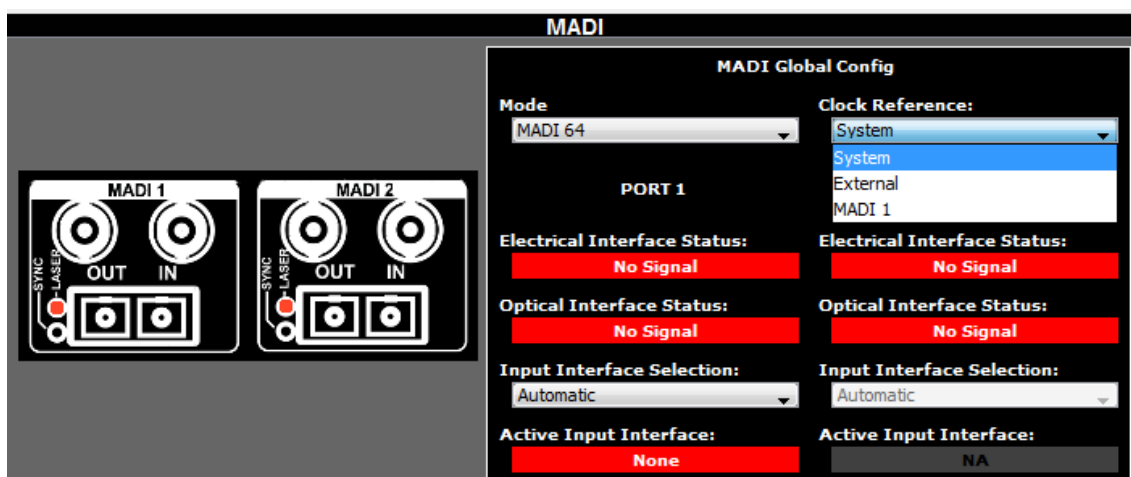 MADI
MADI 1
OUT IN
SYNC
LASER
MADI 2
OUT IN
SYNC
LASER
MADI Global Config
Mode
MADI 64
Clock Reference:
System
System
External
MADI 1
PORT 1
Electrical Interface Status:
No Signal
Electrical Interface Status:
No Signal
Optical Interface Status:
No Signal
Optical Interface Status:
No Signal
Input Interface Selection:
Automatic
Input Interface Selection:
Automatic
Active Input Interface:
None
Active Input Interface:
NA